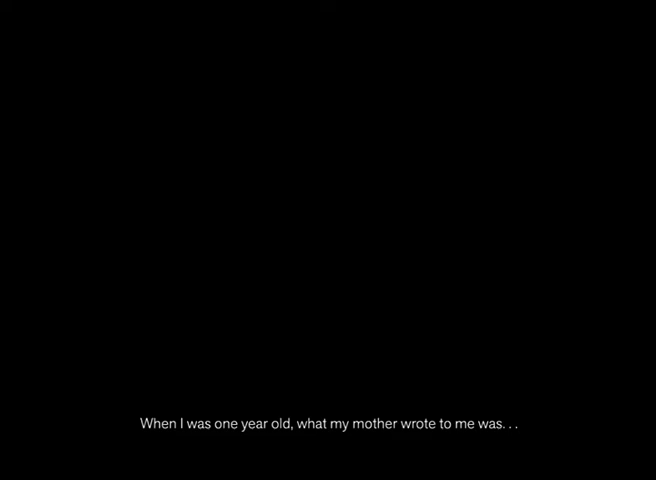 When I was one year old, what my mother wrote to me was. . .